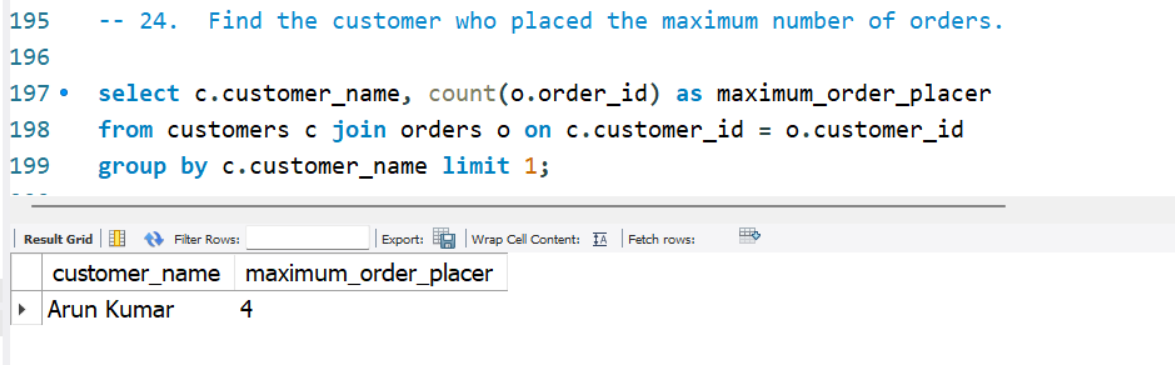 195 -- 24.  Find the customer who placed the maximum number of orders.
196
197 select c.customer_name, count(o.order_id) as maximum_order_placer
198 from customers c join orders o on c.customer_id = o.customer_id
199 group by c.customer_name limit 1;
Result Grid Filter Rows: Export: Wrap Cell Content: Fetch rows:
customer_name maximum_order_placer
Arun Kumar 4